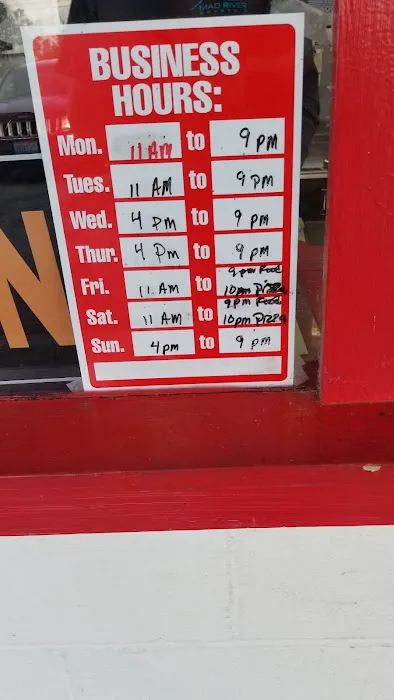 MAD RIVER
BUSINESS
HOURS:
Mon. 11 AM to 9 PM
Tues. 11 AM to 9 PM
Wed. 4 PM to 9 PM
Thur. 4 PM to 9 PM
Fri. 11 AM to 9 pm Food
10 pm Pizza
Sat. 11 AM to 9 pm Food
10 pm Pizza
Sun. 4 pm to 9 PM
N